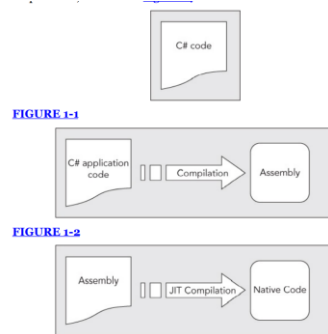 C# code
FIGURE 1-1
C# application
code
Compilation
Assembly
FIGURE 1-2
Assembly
JIT Compilation
Native Code